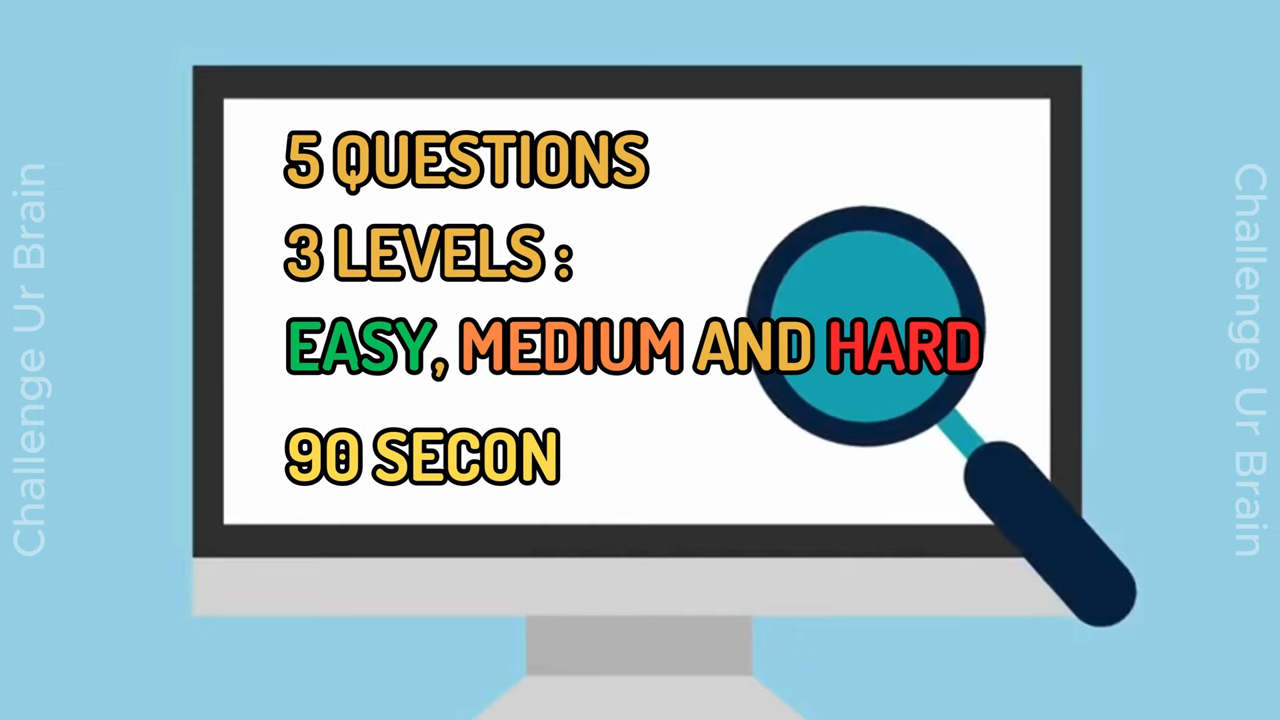 5 QUESTIONS
3 LEVELS :
EASY, MEDIUM AND HARD
90 SECON
Challenge Ur Brain
Challenge Ur Brain